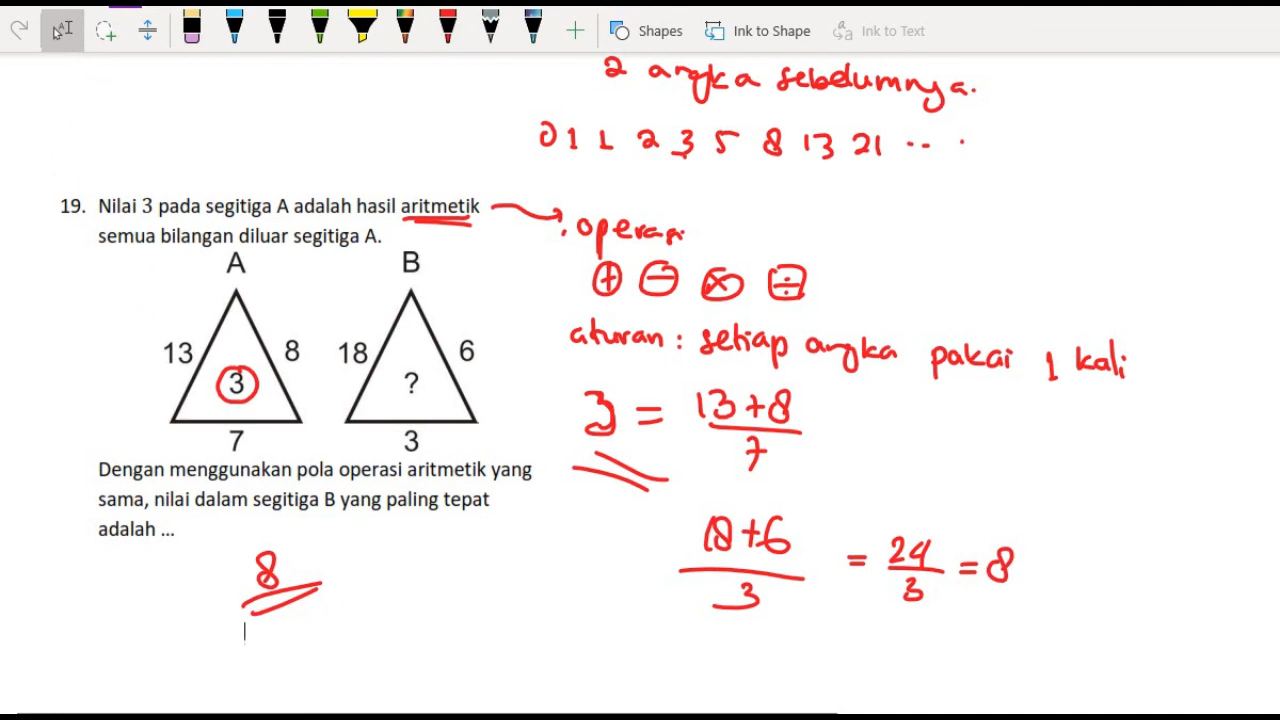 Shapes Ink to Shape Ink to Text
2 angka sebelumnya.
0 1 1 2 3 5 8 13 21 .. .
19. Nilai 3 pada segitiga A adalah hasil aritmetik
semua bilangan diluar segitiga A.
operasi
+ − × ÷
A B
13 8 18 6
3 ?
7 3
aturan : setiap angka pakai 1 kali
3 = 13+8
7
Dengan menggunakan pola operasi aritmetik yang
sama, nilai dalam segitiga B yang paling tepat
adalah ...
8
18+6 = 24 = 8
3 3